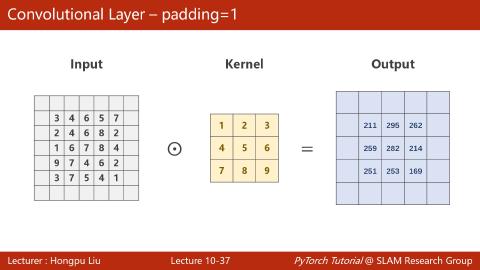 Convolutional Layer – padding=1
Input
Kernel
Output
3 4 6 5 7
2 4 6 8 2
1 6 7 8 4
9 7 4 6 2
3 7 5 4 1
⊙
1 2 3
4 5 6
7 8 9
=
211 295 262
259 282 214
251 253 169
Lecturer : Hongpu Liu
Lecture 10-37
PyTorch Tutorial @ SLAM Research Group